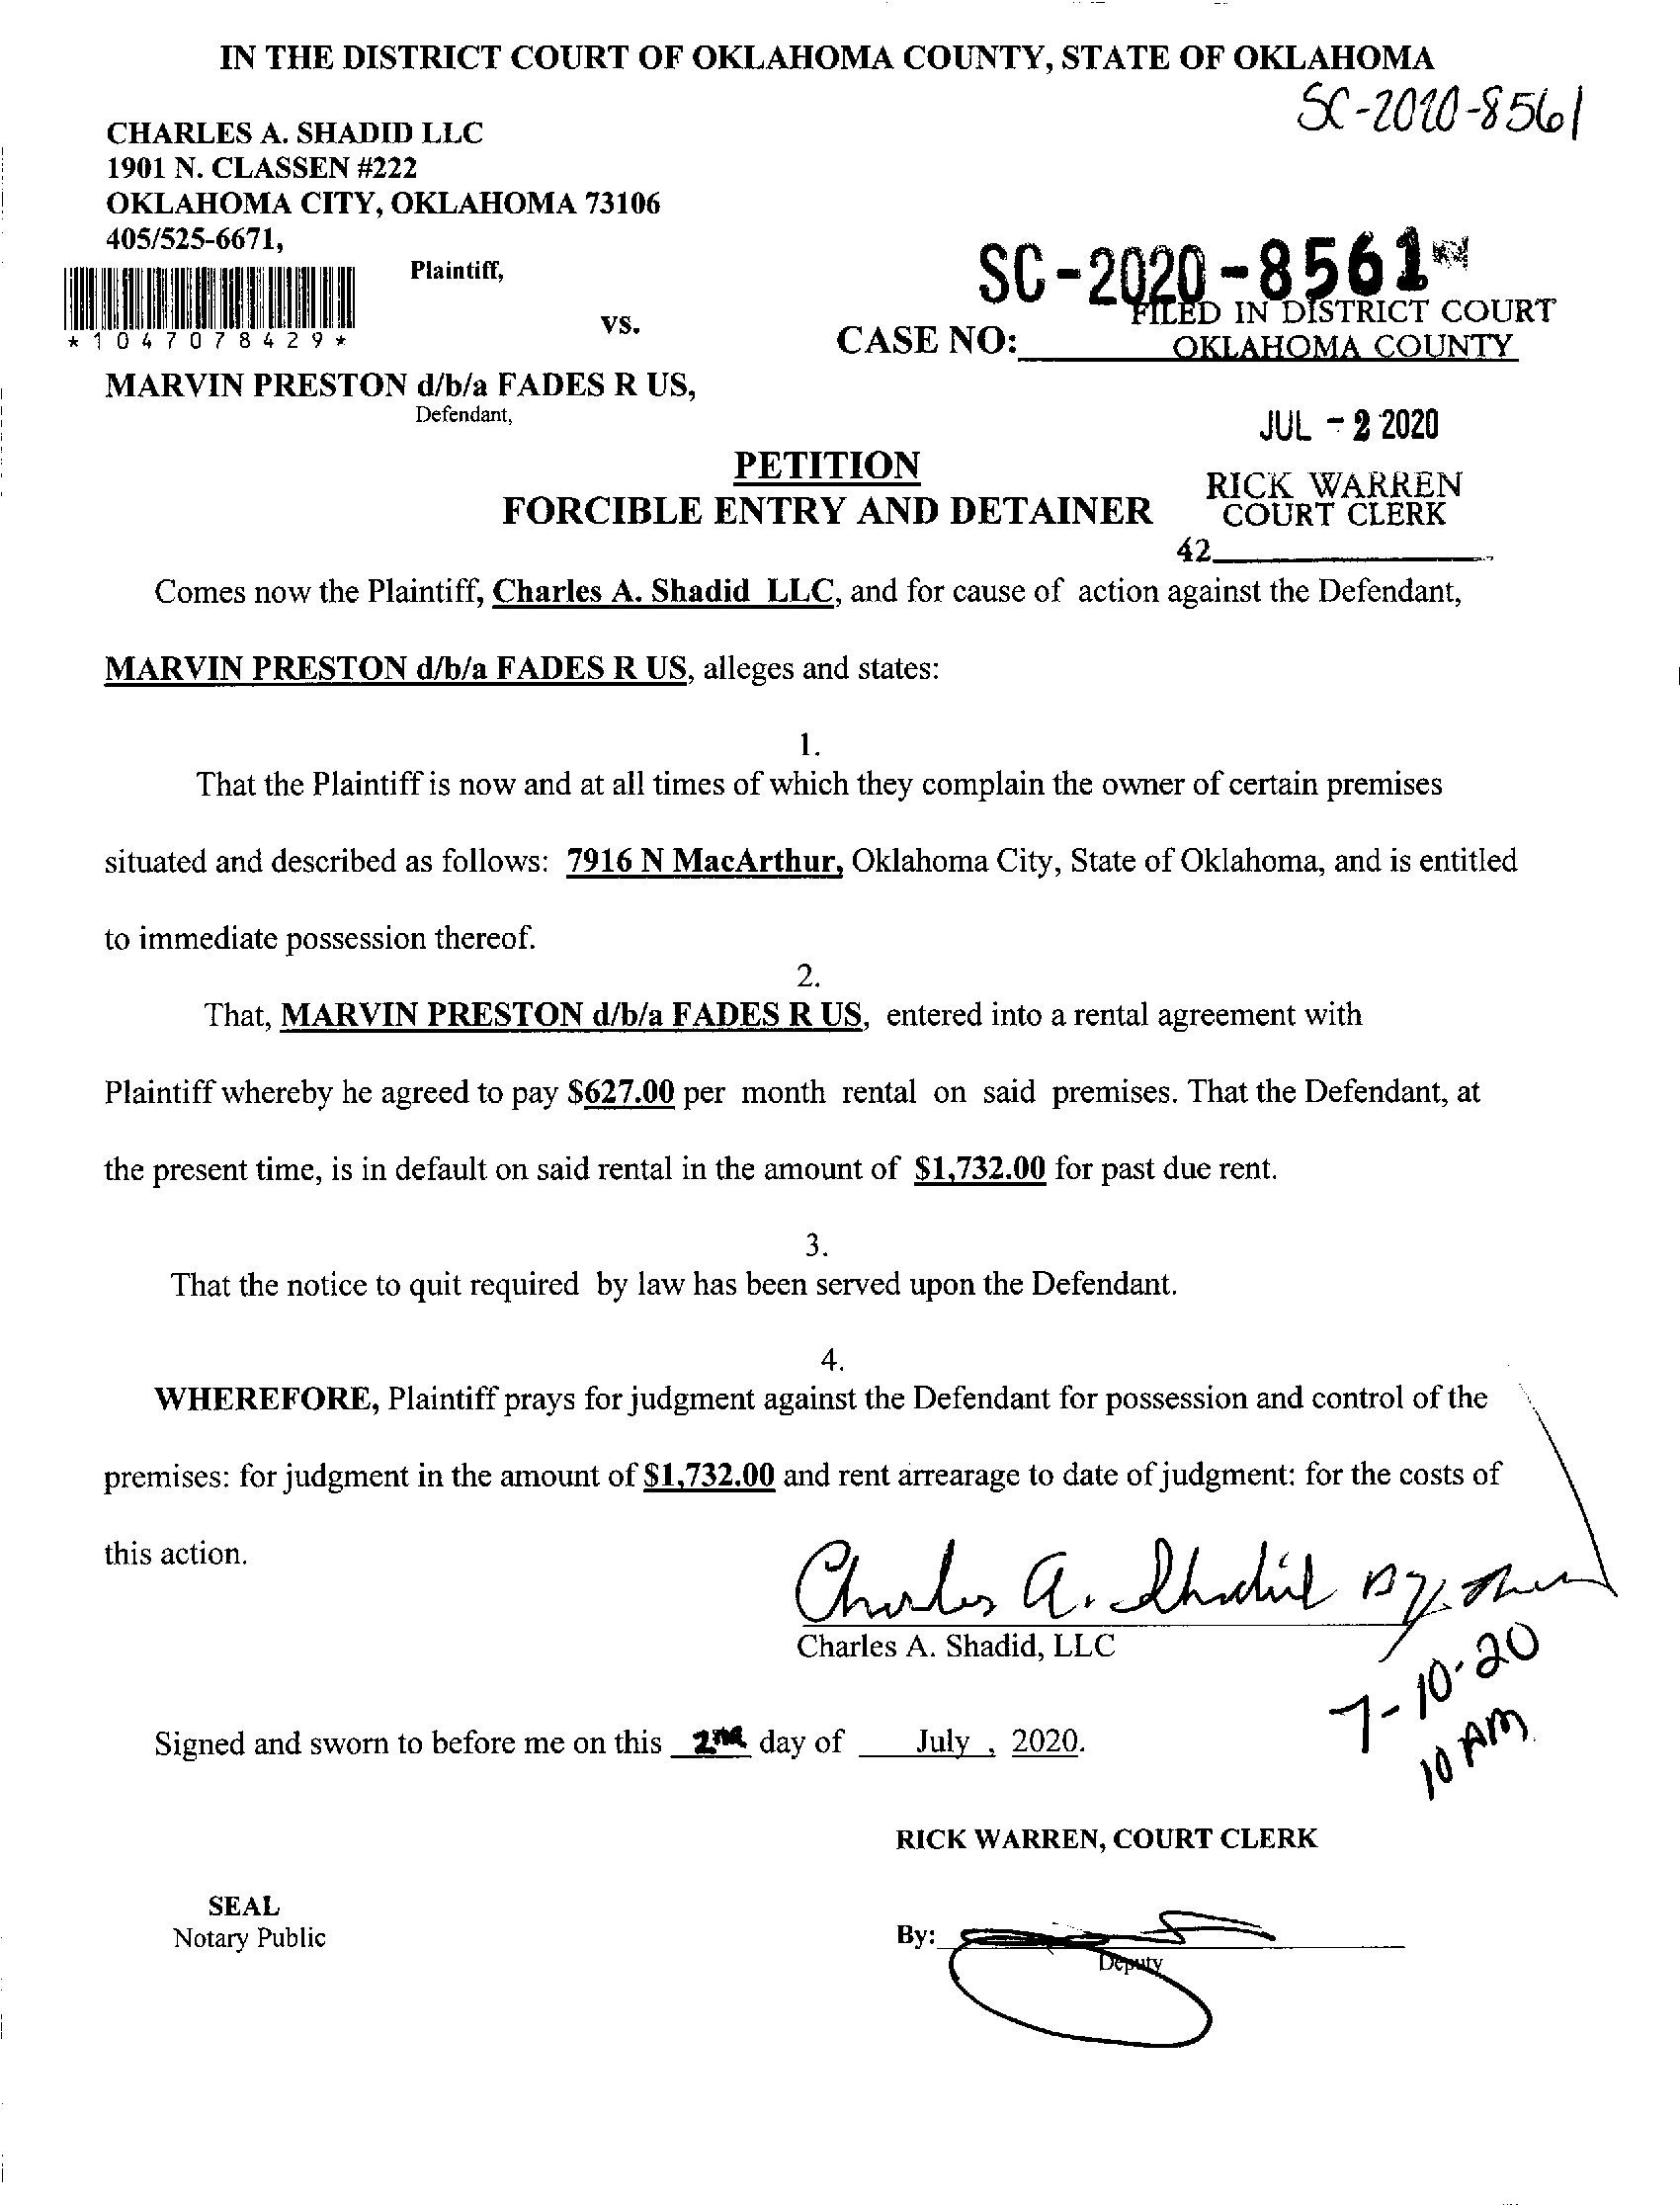 IN THE DISTRICT COURT OF OKLAHOMA COUNTY, STATE OF OKLAHOMA
SC-2020-8561
CHARLES A. SHADID LLC
1901 N. CLASSEN #222
OKLAHOMA CITY, OKLAHOMA 73106
405/525-6671,
Plaintiff,
*1047078429*
vs.
SC-2020-8561
CASE NO:
FILED IN DISTRICT COURT
OKLAHOMA COUNTY
MARVIN PRESTON d/b/a FADES R US,
Defendant,
JUL - 2 2020
PETITION
FORCIBLE ENTRY AND DETAINER
RICK WARREN
COURT CLERK
42
Comes now the Plaintiff, Charles A. Shadid LLC, and for cause of action against the Defendant,
MARVIN PRESTON d/b/a FADES R US, alleges and states:
1.
That the Plaintiff is now and at all times of which they complain the owner of certain premises
situated and described as follows: 7916 N MacArthur, Oklahoma City, State of Oklahoma, and is entitled
to immediate possession thereof.
2.
That, MARVIN PRESTON d/b/a FADES R US, entered into a rental agreement with
Plaintiff whereby he agreed to pay $627.00 per month rental on said premises. That the Defendant, at
the present time, is in default on said rental in the amount of $1,732.00 for past due rent.
3.
That the notice to quit required by law has been served upon the Defendant.
4.
WHEREFORE, Plaintiff prays for judgment against the Defendant for possession and control of the
premises: for judgment in the amount of $1,732.00 and rent arrearage to date of judgment: for the costs of
this action.
Charles A. Shadid
Charles A. Shadid, LLC
7-10-20
10 AM
Signed and sworn to before me on this 2nd day of July , 2020.
RICK WARREN, COURT CLERK
SEAL
Notary Public
By:
Deputy